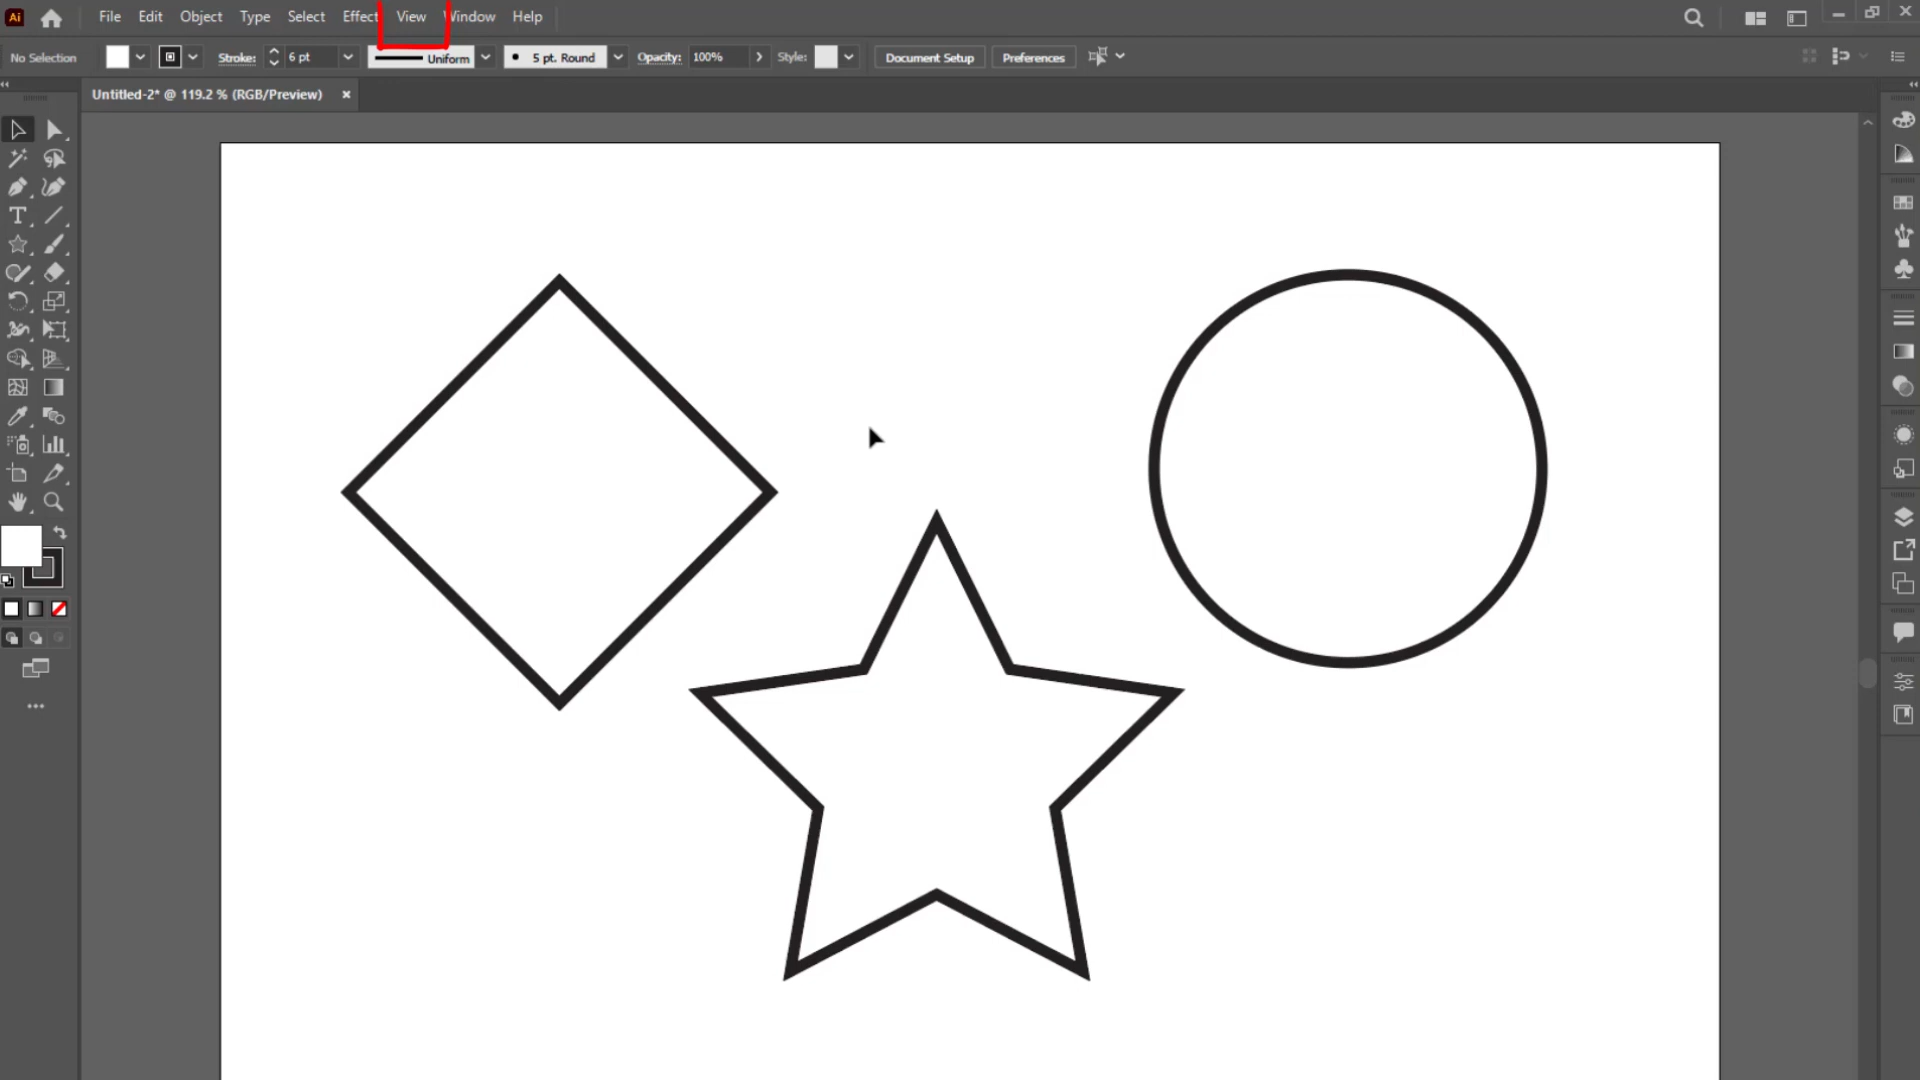 Ai File Edit Object Type Select Effect View Window Help
No Selection Stroke: 6 pt Uniform 5 pt. Round Opacity: 100% Style: Document Setup Preferences
Untitled-2* @ 119.2 % (RGB/Preview)